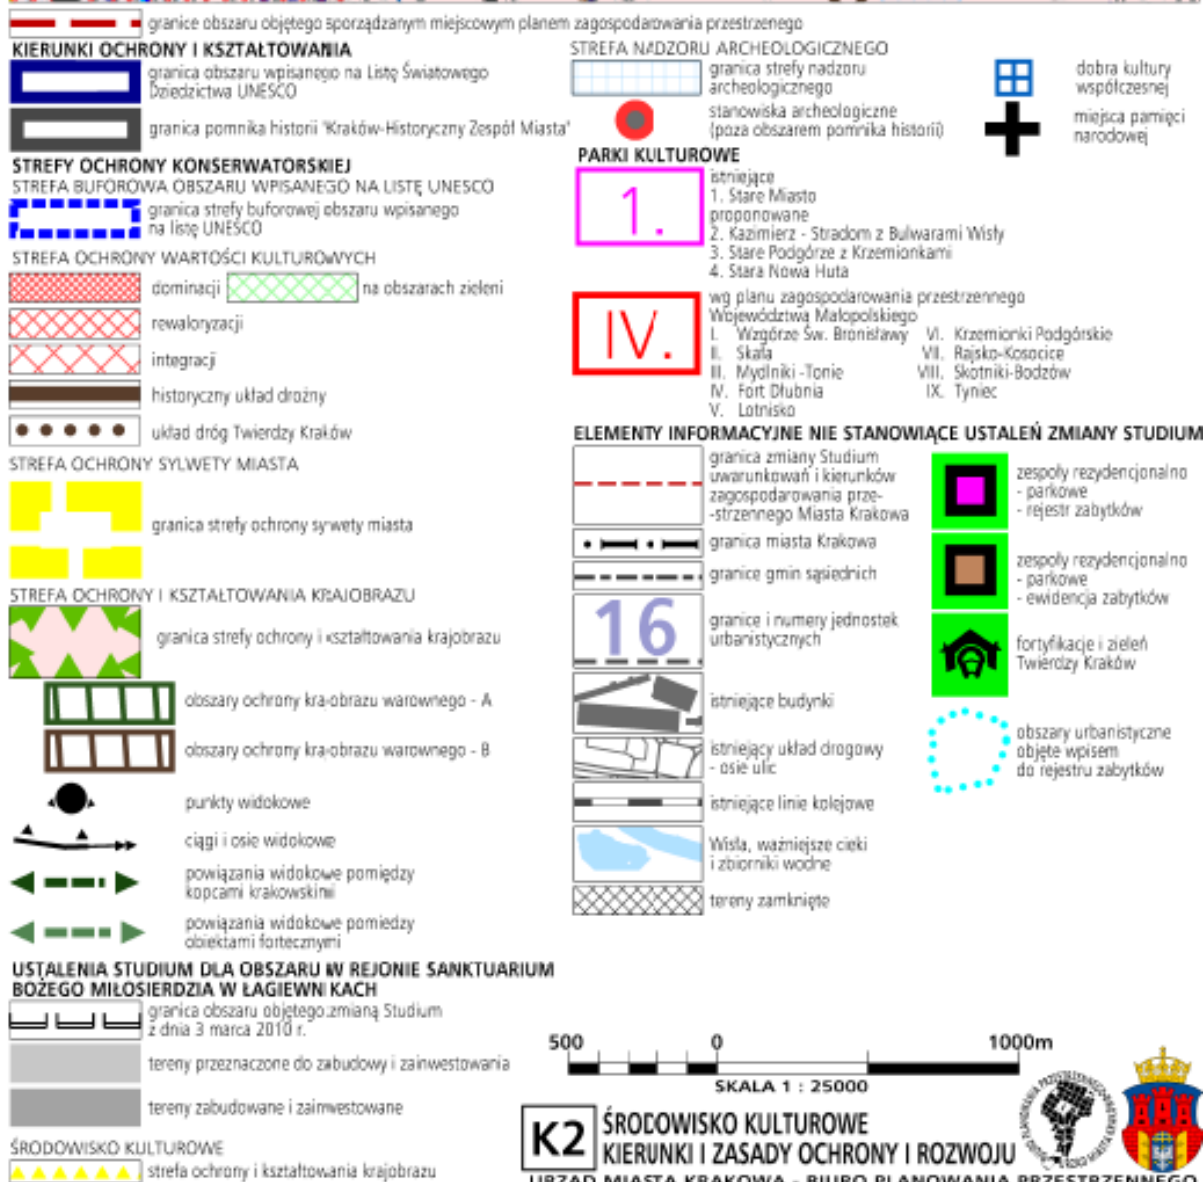 granice obszaru objętego sporządzanym miejscowym planem zagospodarowania przestrzenego
KIERUNKI OCHRONY I KSZTAŁTOWANIA
granica obszaru wpisanego na Listę Światowego
Dziedzictwa UNESCO
granica pomnika historii "Kraków-Historyczny Zespół Miasta"
STREFY OCHRONY KONSERWATORSKIEJ
STREFA BUFOROWA OBSZARU WPISANEGO NA LISTĘ UNESCO
granica strefy buforowej obszaru wpisanego
na listę UNESCO
STREFA OCHRONY WARTOŚCI KULTUROWYCH
dominacji
na obszarach zieleni
rewaloryzacji
integracji
historyczny układ drożny
układ dróg Twierdzy Kraków
STREFA OCHRONY SYLWETY MIASTA
granica strefy ochrony sylwety miasta
STREFA OCHRONY I KSZTAŁTOWANIA KRAJOBRAZU
granica strefy ochrony i kształtowania krajobrazu
obszary ochrony krajobrazu warownego - A
obszary ochrony krajobrazu warownego - B
punkty widokowe
ciągi i osie widokowe
powiązania widokowe pomiędzy
kopcami krakowskimi
powiązania widokowe pomiedzy
obiektami fortecznymi
USTALENIA STUDIUM DLA OBSZARU W REJONIE SANKTUARIUM
BOŻEGO MIŁOSIERDZIA W ŁAGIEWNIKACH
granica obszaru objętego zmianą Studium
z dnia 3 marca 2010 r.
tereny przeznaczone do zabudowy i zainwestowania
tereny zabudowane i zainwestowane
ŚRODOWISKO KULTUROWE
strefa ochrony i kształtowania krajobrazu
STREFA NADZORU ARCHEOLOGICZNEGO
granica strefy nadzoru
archeologicznego
stanowiska archeologiczne
(poza obszarem pomnika historii)
dobra kultury
współczesnej
miejsca pamięci
narodowej
PARKI KULTUROWE
1.
istniejące
1. Stare Miasto
proponowane
2. Kazimierz - Stradom z Bulwarami Wisły
3. Stare Podgórze z Krzemionkami
4. Stara Nowa Huta
IV.
wg planu zagospodarowania przestrzennego
Województwa Małopolskiego
I. Wzgórze Św. Bronisławy VI. Krzemionki Podgórskie
II. Skała VII. Rajsko-Kosocice
III. Mydlniki -Tonie VIII. Skotniki-Bodzów
IV. Fort Dłubnia IX. Tyniec
V. Lotnisko
ELEMENTY INFORMACYJNE NIE STANOWIĄCE USTALEŃ ZMIANY STUDIUM
granica zmiany Studium
uwarunkowań i kierunków
zagospodarowania prze-
-strzennego Miasta Krakowa
granica miasta Krakowa
granice gmin sąsiednich
16
granice i numery jednostek
urbanistycznych
istniejące budynki
istniejący układ drogowy
- osie ulic
istniejące linie kolejowe
Wisła, ważniejsze cieki
i zbiorniki wodne
tereny zamknięte
zespoły rezydencjonalno
- parkowe
- rejestr zabytków
zespoły rezydencjonalno
- parkowe
- ewidencja zabytków
fortyfikacje i zieleń
Twierdzy Kraków
obszary urbanistyczne
objęte wpisem
do rejestru zabytków
500 0 1000m
SKALA 1 : 25000
K2
ŚRODOWISKO KULTUROWE
KIERUNKI I ZASADY OCHRONY I ROZWOJU
URZĄD MIASTA KRAKOWA - BIURO PLANOWANIA PRZESTRZENNEGO